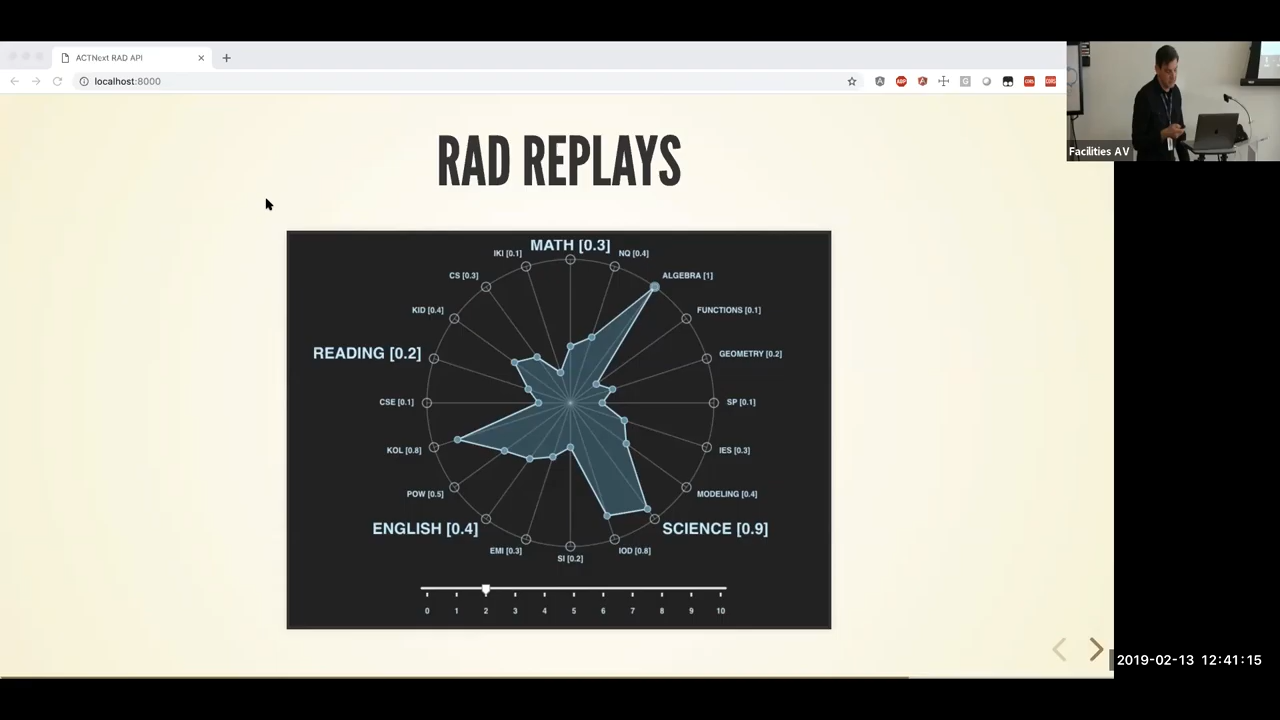 ACTNext RAD API
localhost:8000
Facilities AV
RAD REPLAYS
MATH [0.3]
IKI [0.1]
NQ [0.4]
CS [0.3]
ALGEBRA [1]
KID [0.4]
FUNCTIONS [0.1]
READING [0.2]
GEOMETRY [0.2]
CSE [0.1]
SP [0.1]
KOL [0.8]
IES [0.3]
POW [0.5]
MODELING [0.4]
ENGLISH [0.4]
SCIENCE [0.9]
EMI [0.3]
SI [0.2]
IOD [0.8]
0 1 2 3 4 5 6 7 8 9 10
2019-02-13 12:41:15